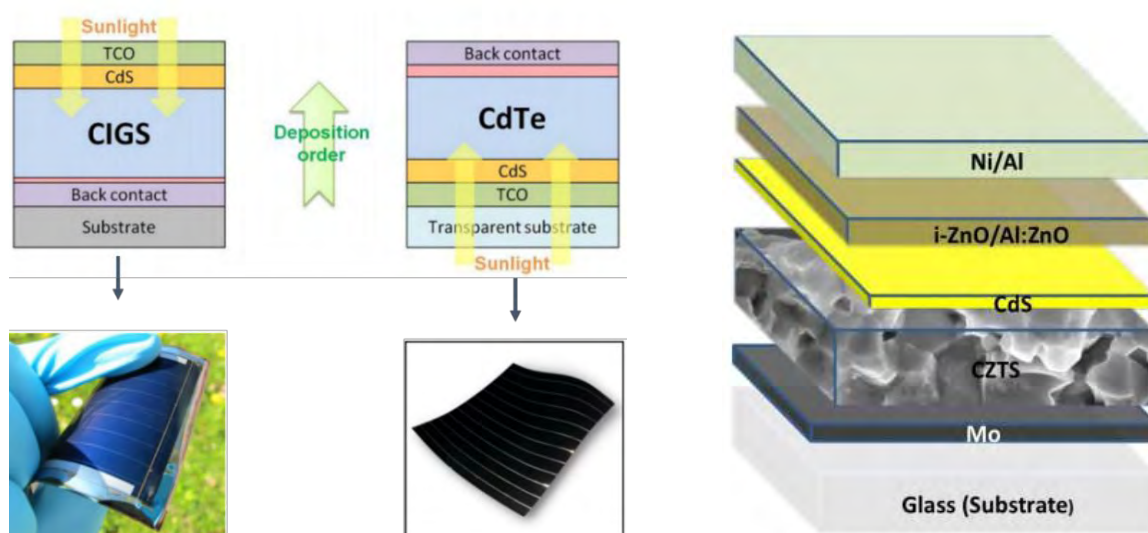 Sunlight
TCO
CdS
CIGS
Back contact
Substrate
Deposition
order
Back contact
CdTe
CdS
TCO
Transparent substrate
Sunlight
Ni/Al
i-ZnO/Al:ZnO
CdS
CZTS
Mo
Glass (Substrate)